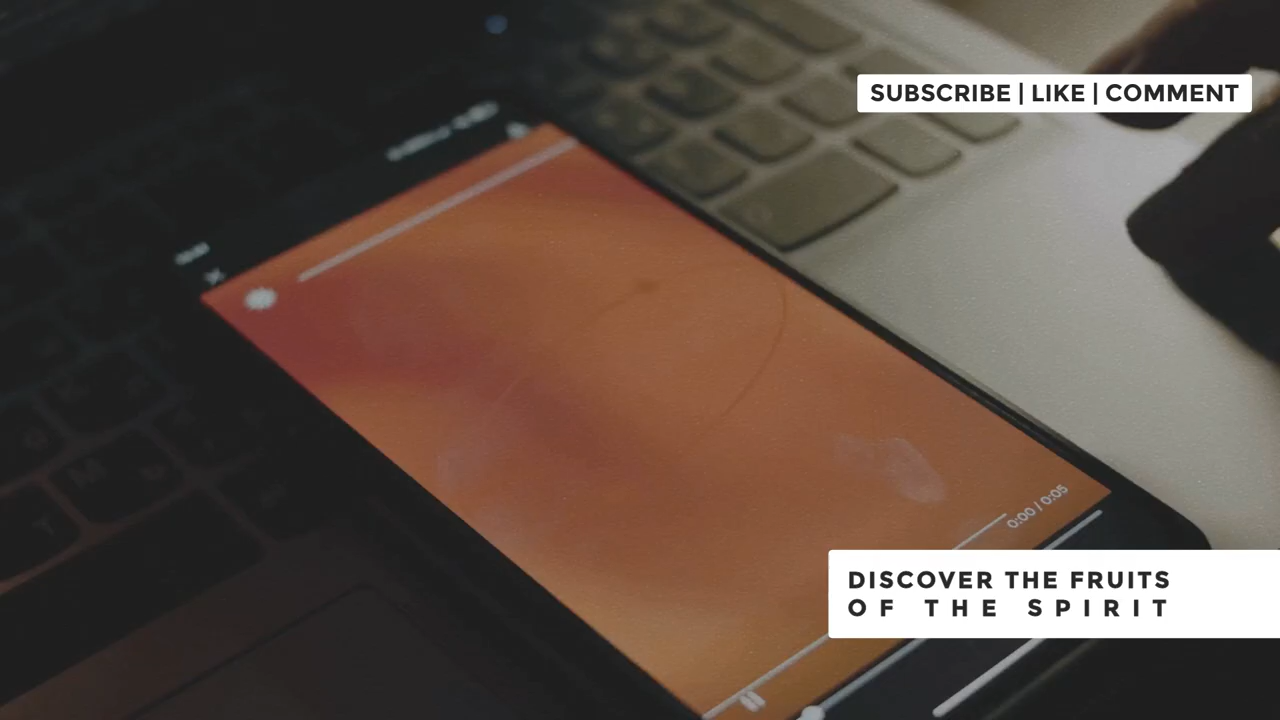 SUBSCRIBE | LIKE | COMMENT
0:00 / 0:05
DISCOVER THE FRUITS
OF THE SPIRIT